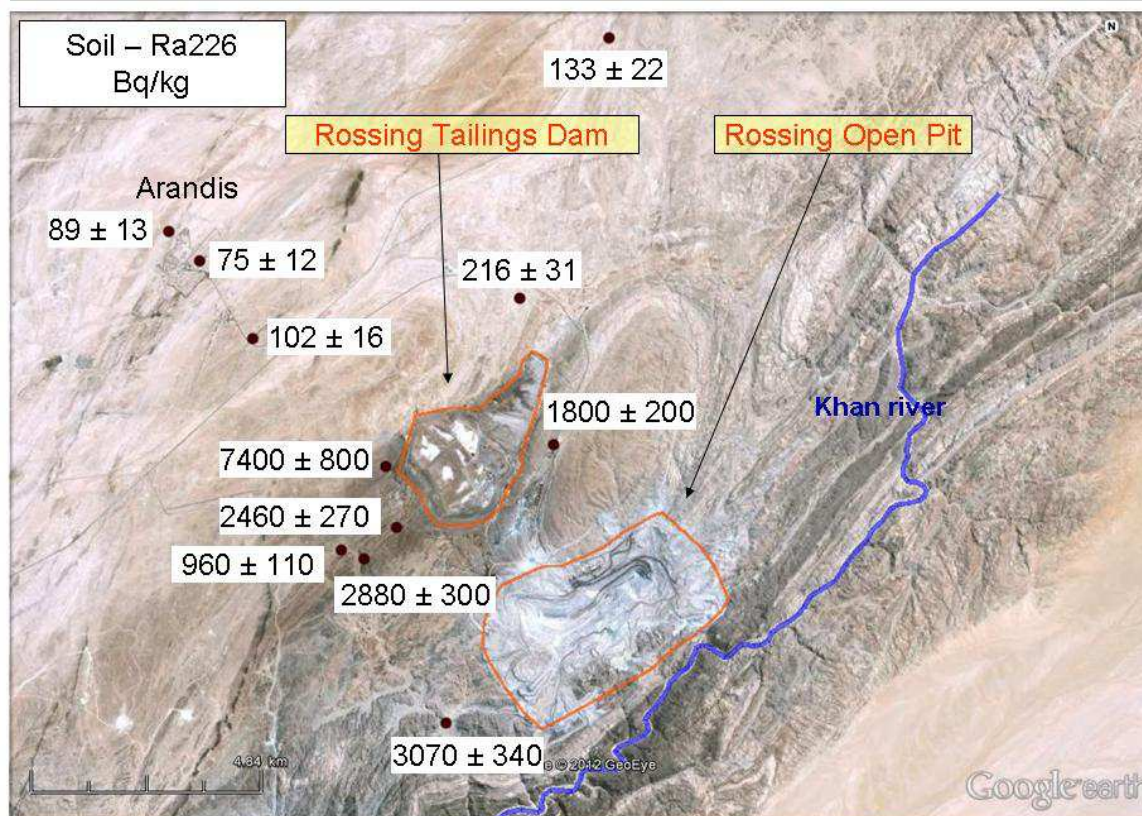 Soil – Ra226
Bq/kg
N
133 ± 22
Rossing Tailings Dam
Rossing Open Pit
Arandis
89 ± 13
75 ± 12
216 ± 31
102 ± 16
Khan river
1800 ± 200
7400 ± 800
2460 ± 270
960 ± 110
2880 ± 300
3070 ± 340
4.84 km
e © 2012 GeoEye
Google earth